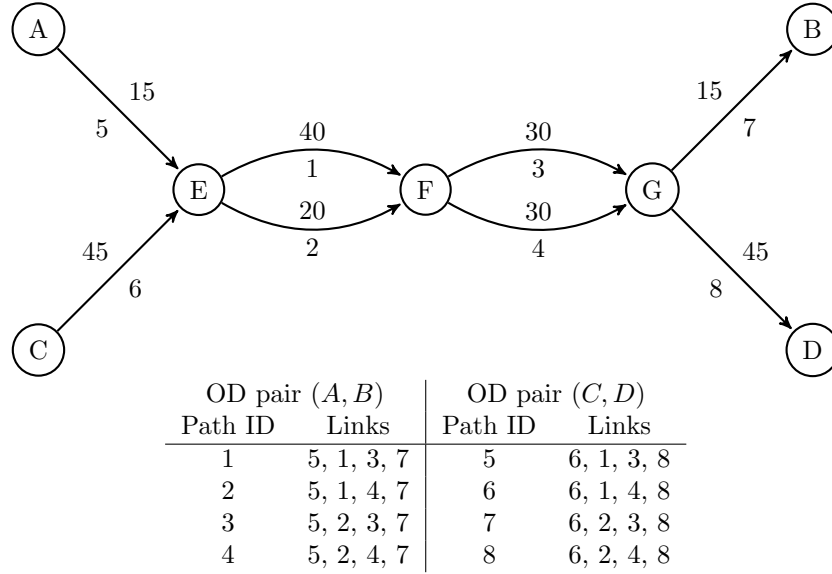 A
B
15
15
5
7
40
30
1
3
E
F
G
20
30
2
4
45
45
6
8
C
D
OD pair (A, B) OD pair (C, D)
Path ID Links Path ID Links
1 5, 1, 3, 7 5 6, 1, 3, 8
2 5, 1, 4, 7 6 6, 1, 4, 8
3 5, 2, 3, 7 7 6, 2, 3, 8
4 5, 2, 4, 7 8 6, 2, 4, 8